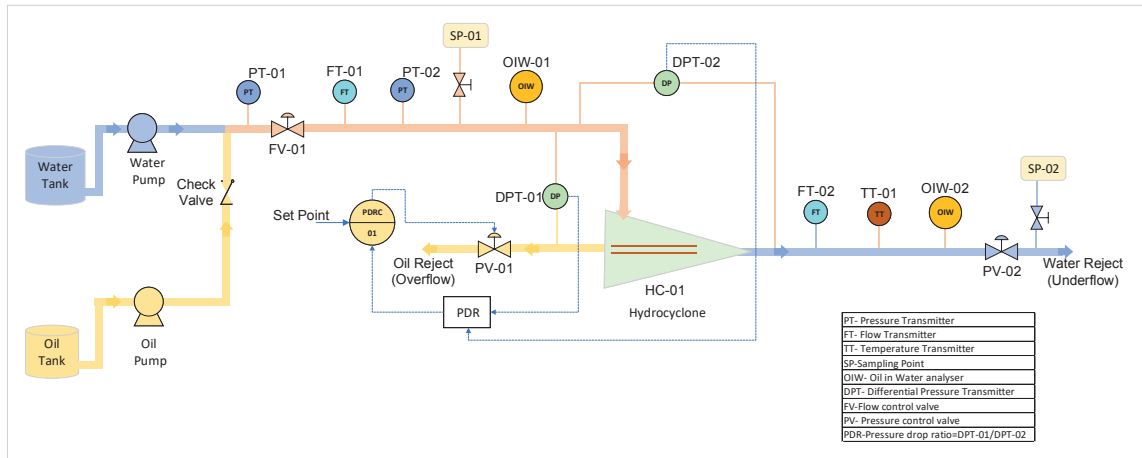 SP-01
PT-01
FT-01
PT-02
OIW-01
DPT-02
PT
FT
PT
OIW
DP
FV-01
Water
Tank
Water
Pump
Check
Valve
SP-02
FT-02
TT-01
OIW-02
FT
TT
OIW
DPT-01
DP
Set Point
PDRC
01
PV-01
Oil Reject
(Overflow)
PV-02
Water Reject
(Underflow)
HC-01
Hydrocyclone
PDR
Oil
Tank
Oil
Pump
PT- Pressure Transmitter
FT- Flow Transmitter
TT- Temperature Transmitter
SP-Sampling Point
OIW- Oil in Water analyser
DPT- Differential Pressure Transmitter
FV-Flow control valve
PV- Pressure control valve
PDR-Pressure drop ratio=DPT-01/DPT-02